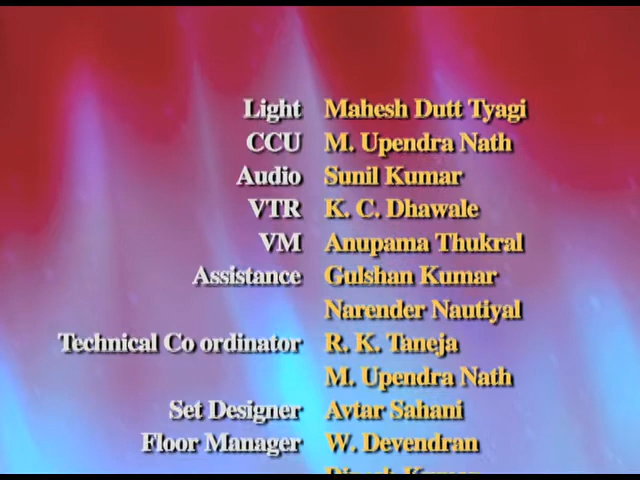 Light Mahesh Dutt Tyagi
CCU M. Upendra Nath
Audio Sunil Kumar
VTR K. C. Dhawale
VM Anupama Thukral
Assistance Gulshan Kumar
Narender Nautiyal
Technical Co ordinator R. K. Taneja
M. Upendra Nath
Set Designer Avtar Sahani
Floor Manager W. Devendran